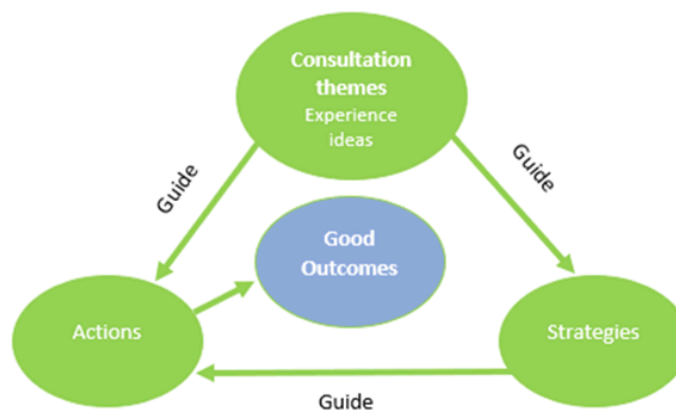 Consultation
themes
Experience
ideas
Guide
Guide
Good
Outcomes
Actions
Strategies
Guide